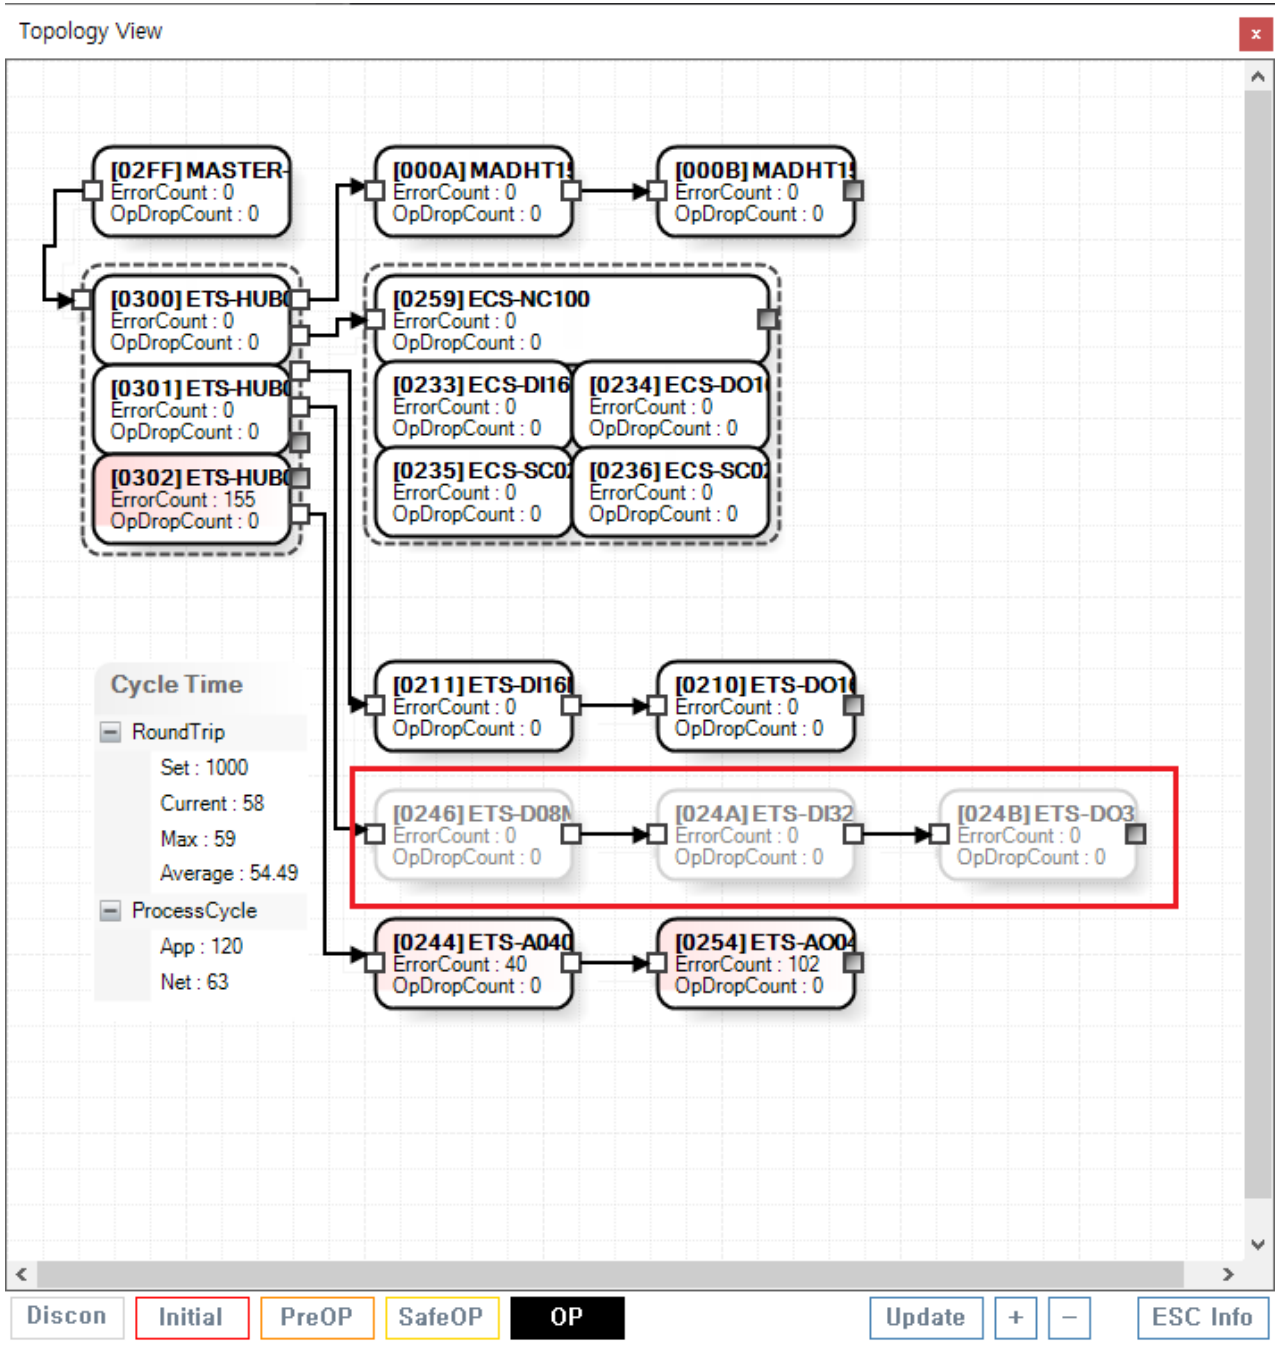 Topology View
x
[02FF] MASTER-
ErrorCount : 0
OpDropCount : 0
[000A] MADHT1
ErrorCount : 0
OpDropCount : 0
[000B] MADHT1
ErrorCount : 0
OpDropCount : 0
[0300] ETS-HUB
ErrorCount : 0
OpDropCount : 0
[0301] ETS-HUB
ErrorCount : 0
OpDropCount : 0
[0302] ETS-HUB
ErrorCount : 155
OpDropCount : 0
[0259] ECS-NC100
ErrorCount : 0
OpDropCount : 0
[0233] ECS-DI16
ErrorCount : 0
OpDropCount : 0
[0234] ECS-DO1
ErrorCount : 0
OpDropCount : 0
[0235] ECS-SC02
ErrorCount : 0
OpDropCount : 0
[0236] ECS-SC02
ErrorCount : 0
OpDropCount : 0
[0211] ETS-DI16
ErrorCount : 0
OpDropCount : 0
[0210] ETS-DO1
ErrorCount : 0
OpDropCount : 0
Cycle Time
RoundTrip
Set : 1000
Current : 58
Max : 59
Average : 54.49
ProcessCycle
App : 120
Net : 63
[0246] ETS-D08
ErrorCount : 0
OpDropCount : 0
[024A] ETS-DI32
ErrorCount : 0
OpDropCount : 0
[024B] ETS-DO3
ErrorCount : 0
OpDropCount : 0
[0244] ETS-A040
ErrorCount : 40
OpDropCount : 0
[0254] ETS-AO04
ErrorCount : 102
OpDropCount : 0
Discon
Initial
PreOP
SafeOP
OP
Update
+
−
ESC Info